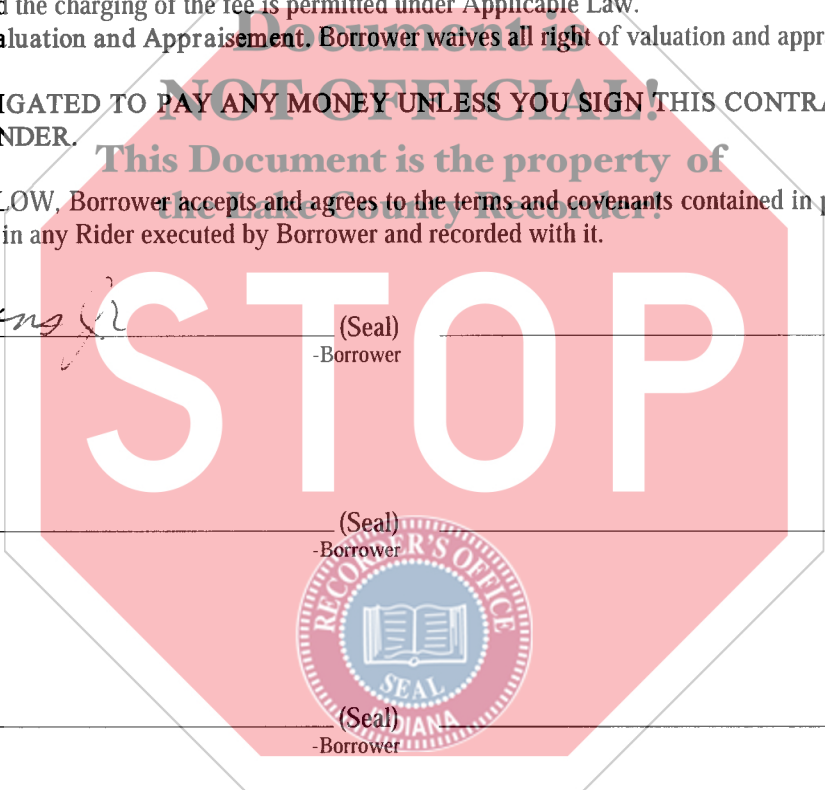 the charging of the fee is permitted under Applicable Law.
aluation and Appraisement. Borrower waives all right of valuation and appr
Document is
NOT OFFICIAL!
IGATED TO PAY ANY MONEY UNLESS YOU SIGN THIS CONTRA
NDER.
This Document is the property of
the Lake County Recorder!
LOW, Borrower accepts and agrees to the terms and covenants contained in
in any Rider executed by Borrower and recorded with it.
STOP
(Seal)
-Borrower
(Seal)
-Borrower
RECORDER'S OFFICE
SEAL
INDIANA
(Seal)
-Borrower